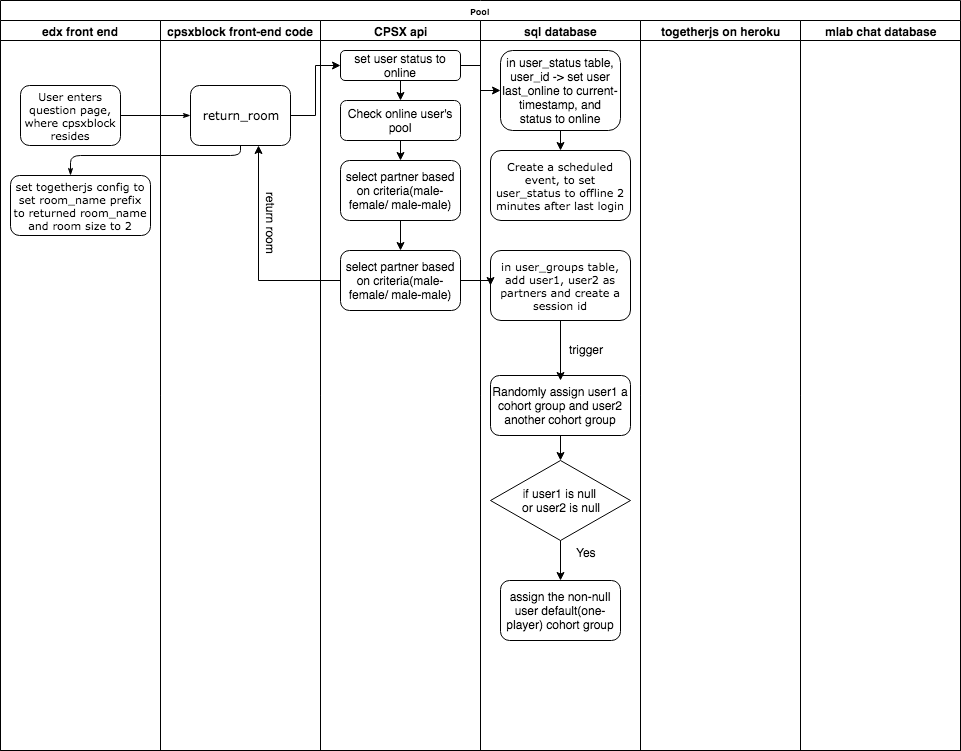 Pool
edx front end
cpsxblock front-end code
CPSX api
sql database
togetherjs on heroku
mlab chat database
User enters
question page,
where cpsxblock
resides
set togetherjs config to
set room_name prefix
to returned room_name
and room size to 2
return_room
return room
set user status to
online
Check online user's
pool
select partner based
on criteria(male-
female/ male-male)
select partner based
on criteria(male-
female/ male-male)
in user_status table,
user_id -> set user
last_online to current-
timestamp, and
status to online
Create a scheduled
event, to set
user_status to offline 2
minutes after last login
in user_groups table,
add user1, user2 as
partners and create a
session id
trigger
Randomly assign user1 a
cohort group and user2
another cohort group
if user1 is null
or user2 is null
Yes
assign the non-null
user default(one-
player) cohort group